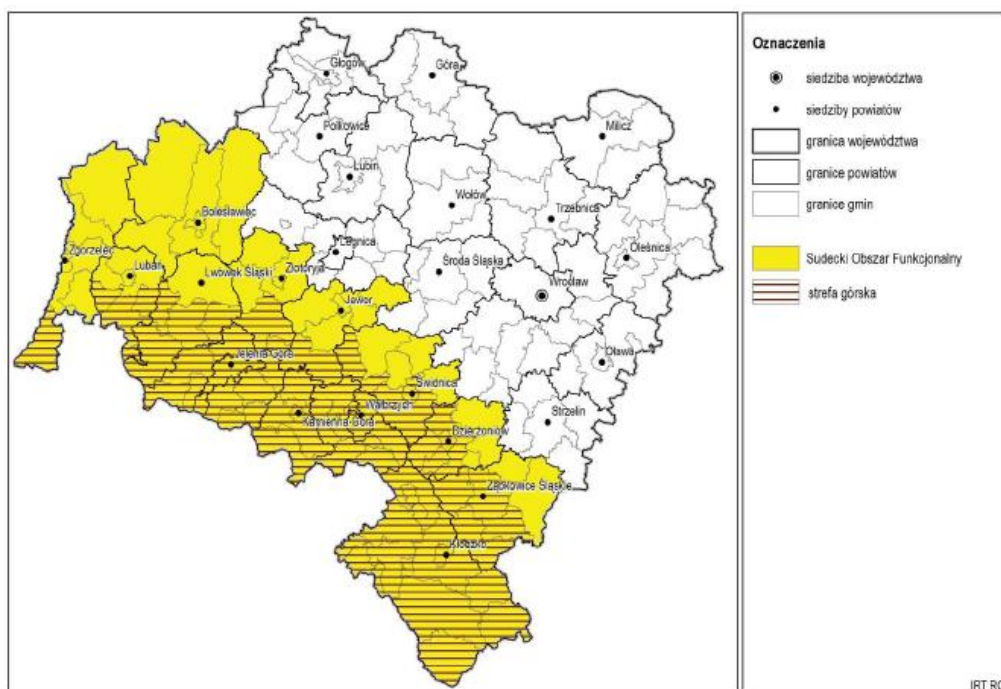 Głogów
Góra
Polkowice
Milicz
Lubin
Wołów
Trzebnica
Bolesławiec
Legnica
Oleśnica
Zgorzelec
Lubań
Lwówek Śląski
Złotoryja
Środa Śląska
Wrocław
Jawor
Jelenia Góra
Oława
Świdnica
Wałbrzych
Kamienna Góra
Strzelin
Dzierżoniów
Ząbkowice Śląskie
Kłodzko
Oznaczenia
siedziba województwa
siedziby powiatów
granica województwa
granice powiatów
granice gmin
Sudecki Obszar Funkcjonalny
strefa górska